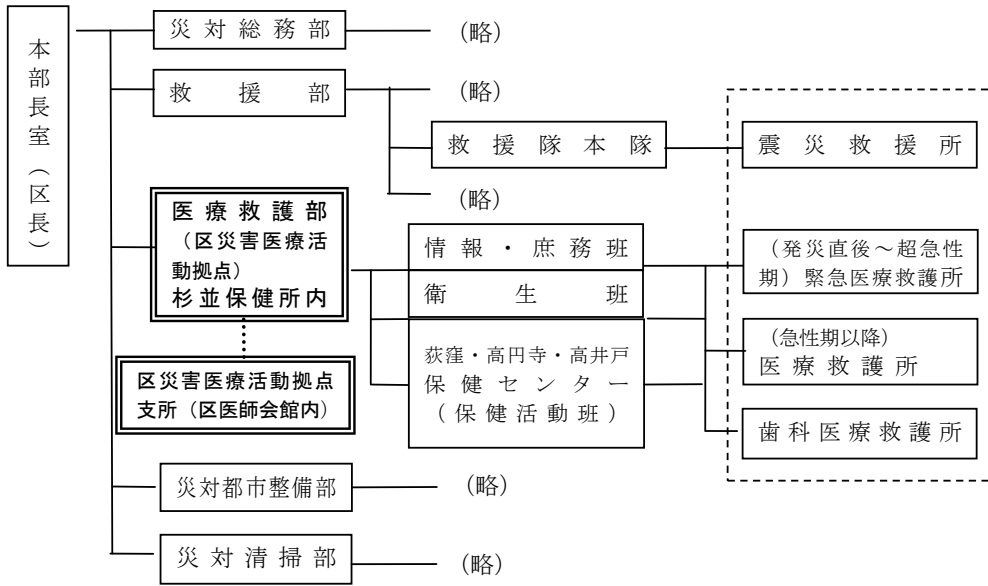 本部長室（区長）
災対総務部
（略）
救援部
（略）
救援隊本隊
震災救援所
（略）
医療救護部
（区災害医療活
動拠点）
杉並保健所内
区災害医療活動拠点
支所（区医師会館内）
情報・庶務班
衛生班
荻窪・高円寺・高井戸
保健センター
（保健活動班）
（発災直後～超急性
期）緊急医療救護所
（急性期以降）
医療救護所
歯科医療救護所
災対都市整備部
（略）
災対清掃部
（略）